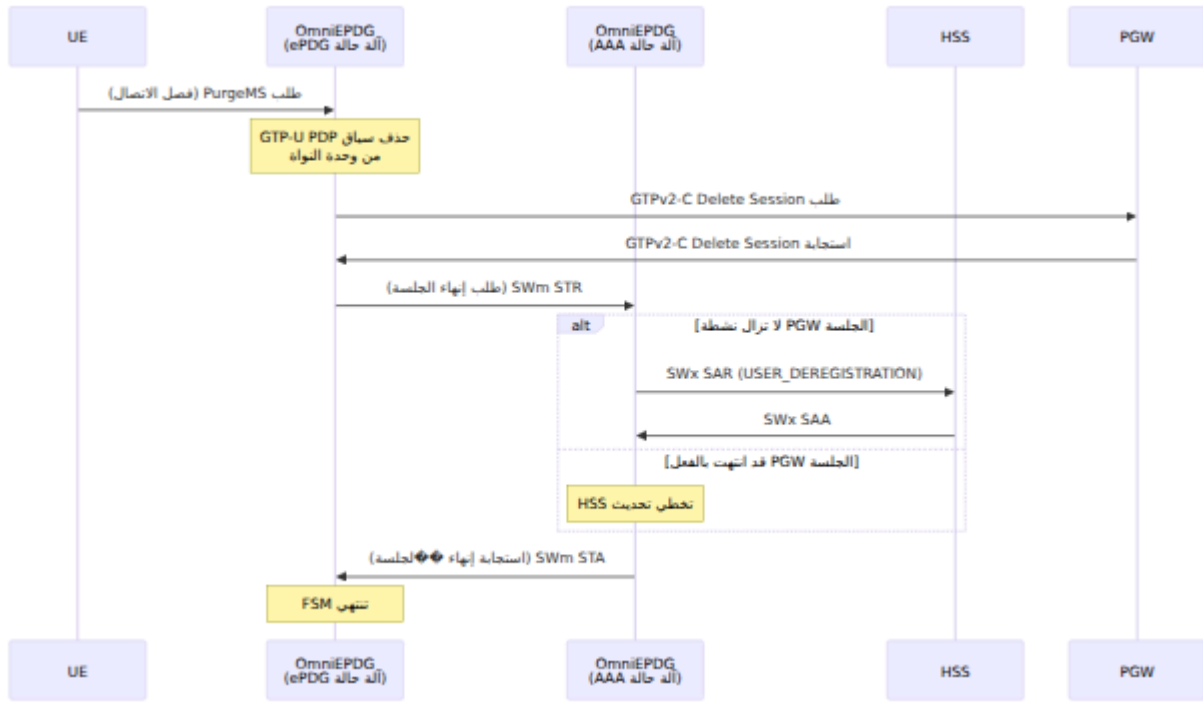 UE
OmniEPDG
(آلة حالة ePDG)
OmniEPDG
(آلة حالة AAA)
HSS
PGW
طلب PurgeMS (فصل الاتصال)
حذف سياق GTP-U PDP
من وحدة النواة
طلب GTPv2-C Delete Session
استجابة GTPv2-C Delete Session
SWm STR (طلب إنهاء الجلسة)
alt
[الجلسة PGW لا تزال نشطة]
SWx SAR (USER_DEREGISTRATION)
SWx SAA
[الجلسة PGW قد انتهت بالفعل]
تخطي تحديث HSS
SWm STA (استجابة إنهاء ��لجلسة)
تنتهي FSM
UE
OmniEPDG
(آلة حالة ePDG)
OmniEPDG
(آلة حالة AAA)
HSS
PGW